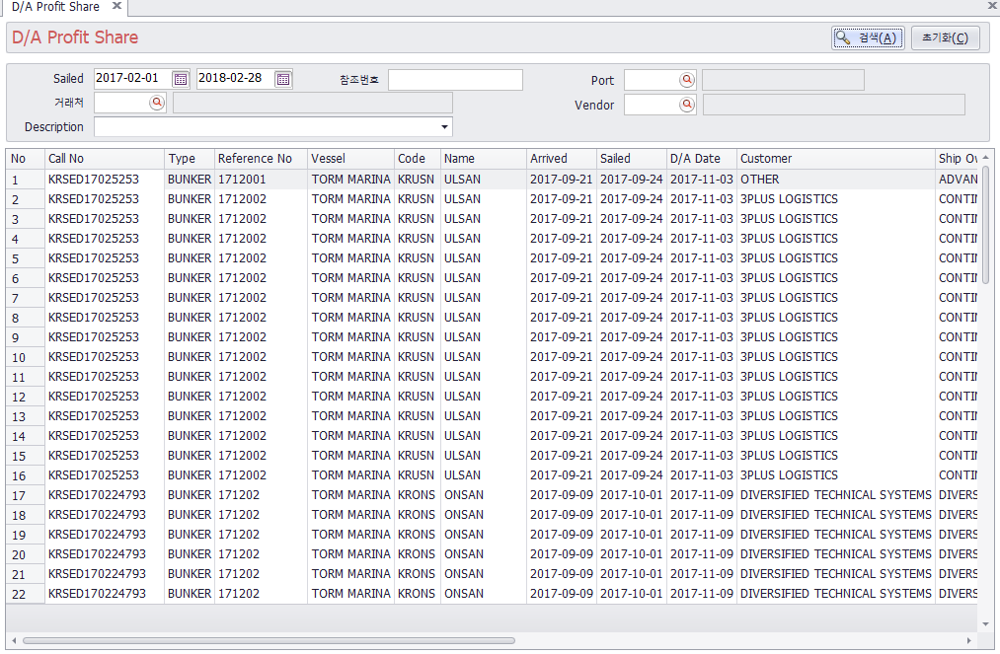 D/A Profit Share
D/A Profit Share 검색(A) 초기화(C)
Sailed 2017-02-01 2018-02-28 참조번호 Port
거래처 Vendor
Description
No Call No Type Reference No Vessel Code Name Arrived Sailed D/A Date Customer Ship Ow
1 KRSED17025253 BUNKER 1712001 TORM MARINA KRUSN ULSAN 2017-09-21 2017-09-24 2017-11-03 OTHER ADVAN
2 KRSED17025253 BUNKER 1712002 TORM MARINA KRUSN ULSAN 2017-09-21 2017-09-24 2017-11-03 3PLUS LOGISTICS CONTIN
3 KRSED17025253 BUNKER 1712002 TORM MARINA KRUSN ULSAN 2017-09-21 2017-09-24 2017-11-03 3PLUS LOGISTICS CONTIN
4 KRSED17025253 BUNKER 1712002 TORM MARINA KRUSN ULSAN 2017-09-21 2017-09-24 2017-11-03 3PLUS LOGISTICS CONTIN
5 KRSED17025253 BUNKER 1712002 TORM MARINA KRUSN ULSAN 2017-09-21 2017-09-24 2017-11-03 3PLUS LOGISTICS CONTIN
6 KRSED17025253 BUNKER 1712002 TORM MARINA KRUSN ULSAN 2017-09-21 2017-09-24 2017-11-03 3PLUS LOGISTICS CONTIN
7 KRSED17025253 BUNKER 1712002 TORM MARINA KRUSN ULSAN 2017-09-21 2017-09-24 2017-11-03 3PLUS LOGISTICS CONTIN
8 KRSED17025253 BUNKER 1712002 TORM MARINA KRUSN ULSAN 2017-09-21 2017-09-24 2017-11-03 3PLUS LOGISTICS CONTIN
9 KRSED17025253 BUNKER 1712002 TORM MARINA KRUSN ULSAN 2017-09-21 2017-09-24 2017-11-03 3PLUS LOGISTICS CONTIN
10 KRSED17025253 BUNKER 1712002 TORM MARINA KRUSN ULSAN 2017-09-21 2017-09-24 2017-11-03 3PLUS LOGISTICS CONTIN
11 KRSED17025253 BUNKER 1712002 TORM MARINA KRUSN ULSAN 2017-09-21 2017-09-24 2017-11-03 3PLUS LOGISTICS CONTIN
12 KRSED17025253 BUNKER 1712002 TORM MARINA KRUSN ULSAN 2017-09-21 2017-09-24 2017-11-03 3PLUS LOGISTICS CONTIN
13 KRSED17025253 BUNKER 1712002 TORM MARINA KRUSN ULSAN 2017-09-21 2017-09-24 2017-11-03 3PLUS LOGISTICS CONTIN
14 KRSED17025253 BUNKER 1712002 TORM MARINA KRUSN ULSAN 2017-09-21 2017-09-24 2017-11-03 3PLUS LOGISTICS CONTIN
15 KRSED17025253 BUNKER 1712002 TORM MARINA KRUSN ULSAN 2017-09-21 2017-09-24 2017-11-03 3PLUS LOGISTICS CONTIN
16 KRSED17025253 BUNKER 1712002 TORM MARINA KRUSN ULSAN 2017-09-21 2017-09-24 2017-11-03 3PLUS LOGISTICS CONTIN
17 KRSED170224793 BUNKER 171202 TORM MARINA KRONS ONSAN 2017-09-09 2017-10-01 2017-11-09 DIVERSIFIED TECHNICAL SYSTEMS DIVERS
18 KRSED170224793 BUNKER 171202 TORM MARINA KRONS ONSAN 2017-09-09 2017-10-01 2017-11-09 DIVERSIFIED TECHNICAL SYSTEMS DIVERS
19 KRSED170224793 BUNKER 171202 TORM MARINA KRONS ONSAN 2017-09-09 2017-10-01 2017-11-09 DIVERSIFIED TECHNICAL SYSTEMS DIVERS
20 KRSED170224793 BUNKER 171202 TORM MARINA KRONS ONSAN 2017-09-09 2017-10-01 2017-11-09 DIVERSIFIED TECHNICAL SYSTEMS DIVERS
21 KRSED170224793 BUNKER 171202 TORM MARINA KRONS ONSAN 2017-09-09 2017-10-01 2017-11-09 DIVERSIFIED TECHNICAL SYSTEMS DIVERS
22 KRSED170224793 BUNKER 171202 TORM MARINA KRONS ONSAN 2017-09-09 2017-10-01 2017-11-09 DIVERSIFIED TECHNICAL SYSTEMS DIVERS